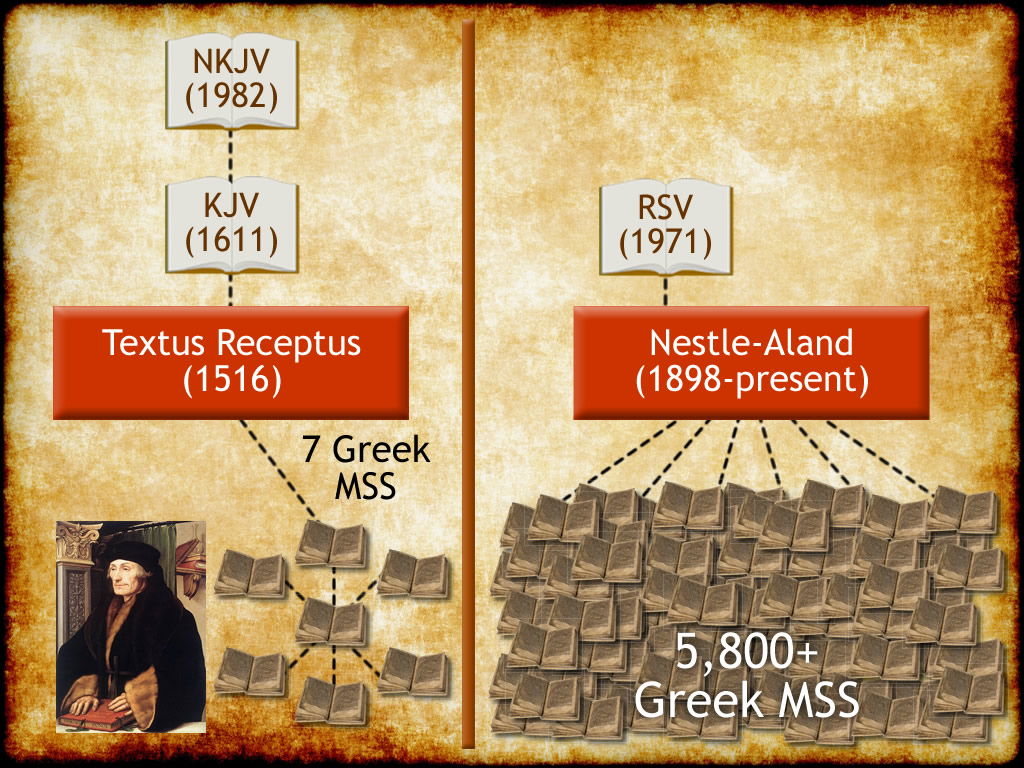 NKJV
(1982)
KJV
(1611)
Textus Receptus
(1516)
7 Greek
MSS
RSV
(1971)
Nestle-Aland
(1898-present)
5,800+
Greek MSS